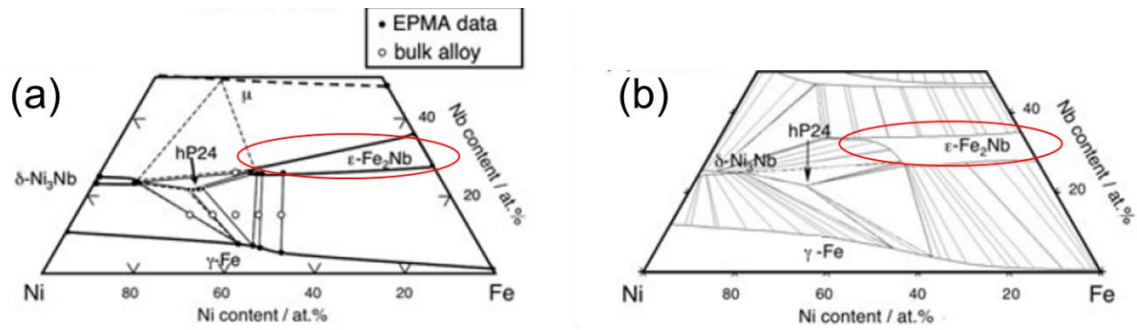 • EPMA data
○ bulk alloy
(a)
μ
40
Nb content / at.%
hP24
ε-Fe₂Nb
δ-Ni₃Nb
20
γ-Fe
Ni
80
60
40
20
Fe
Ni content / at.%
(b)
40
Nb content / at.%
hP24
ε-Fe₂Nb
δ-Ni₃Nb
20
γ -Fe
Ni
80
60
40
20
Fe
Ni content / at.%